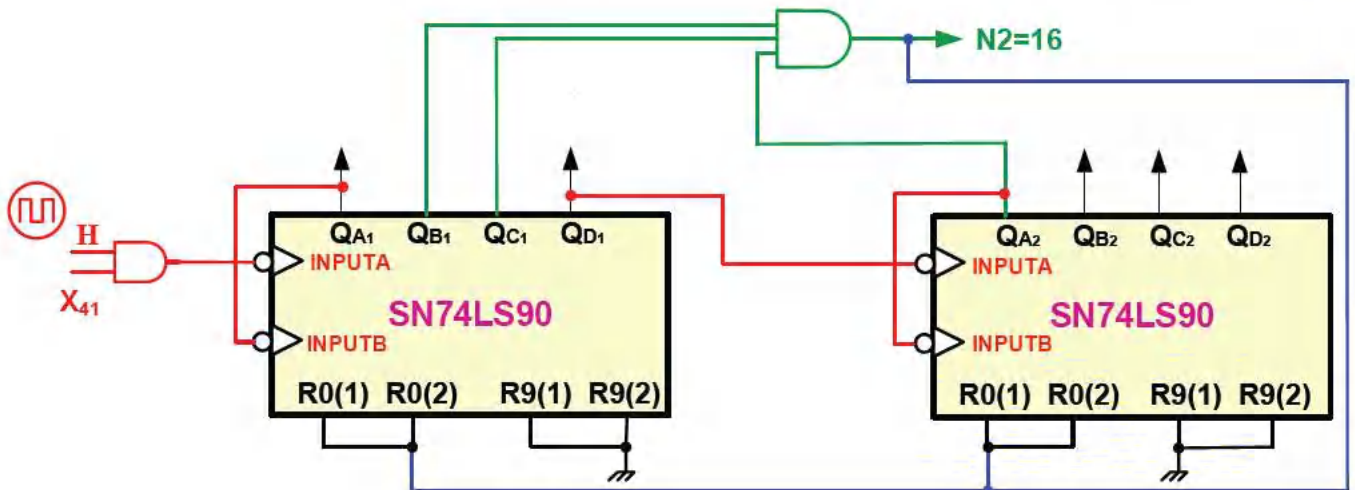 N2=16
H
X41
QA1 QB1 QC1 QD1
INPUTA
SN74LS90
INPUTB
R0(1) R0(2) R9(1) R9(2)
QA2 QB2 QC2 QD2
INPUTA
SN74LS90
INPUTB
R0(1) R0(2) R9(1) R9(2)